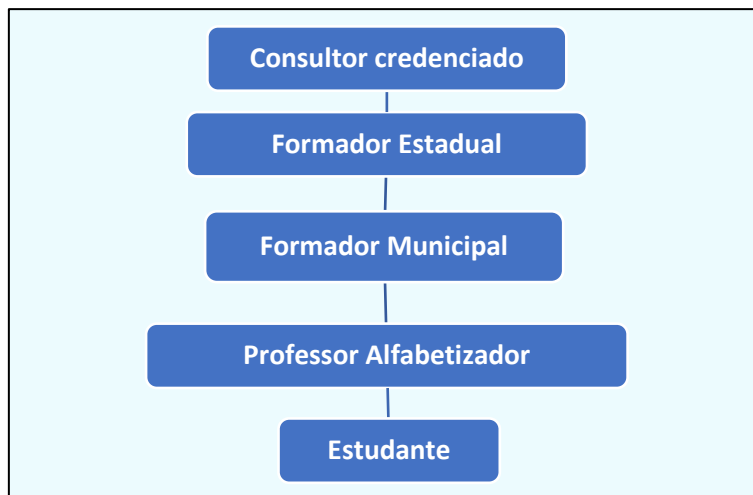 Consultor credenciado
Formador Estadual
Formador Municipal
Professor Alfabetizador
Estudante